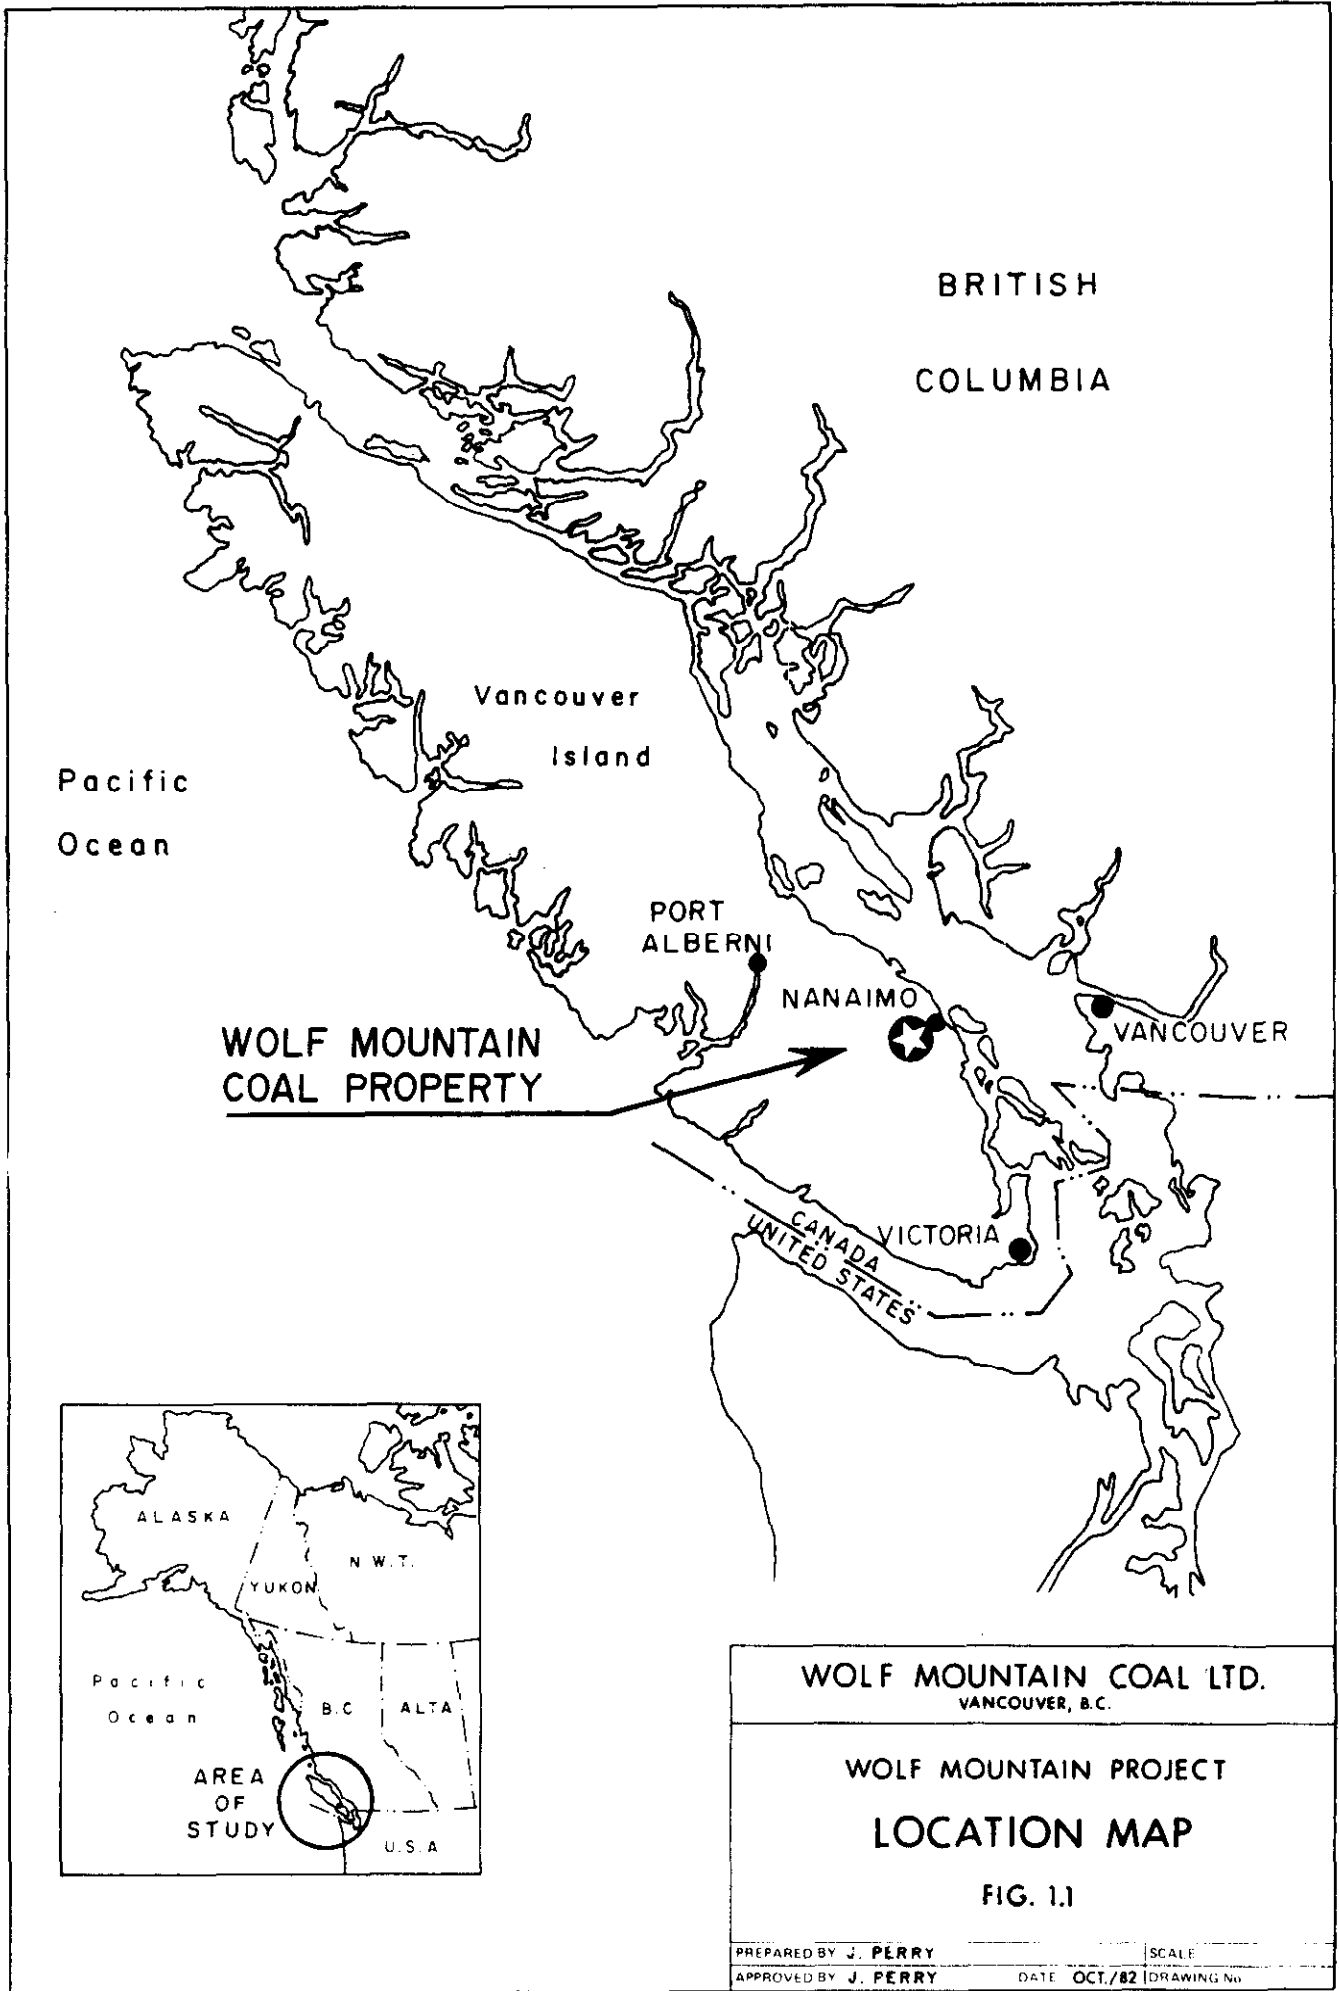 BRITISH
COLUMBIA
Vancouver
Island
Pacific
Ocean
PORT
ALBERNI
NANAIMO
VANCOUVER
WOLF MOUNTAIN
COAL PROPERTY
VICTORIA
CANADA
UNITED STATES
ALASKA
N.W.T.
YUKON
Pacific
Ocean
B.C
ALTA
AREA
OF
STUDY
U.S.A
WOLF MOUNTAIN COAL LTD.
VANCOUVER, B.C.
WOLF MOUNTAIN PROJECT
LOCATION MAP
FIG. 1.1
PREPARED BY J. PERRY SCALE
APPROVED BY J. PERRY DATE OCT./82 DRAWING No